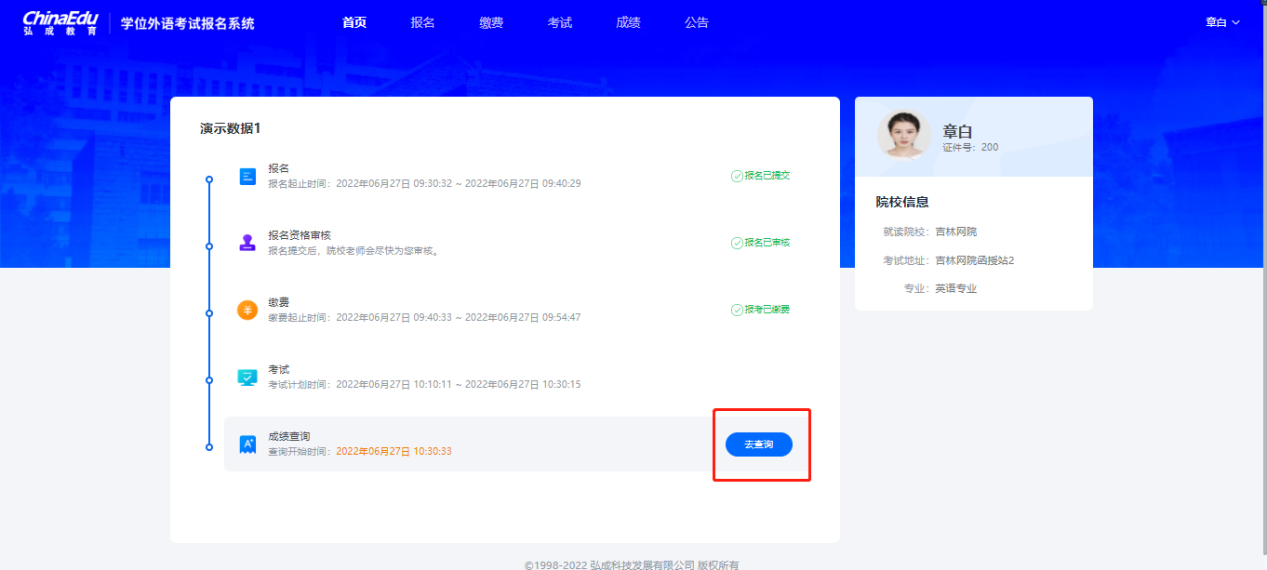 ChinaEdu
弘 成 教 育
学位外语考试报名系统
首页 报名 缴费 考试 成绩 公告
章白
演示数据1
报名
报名起止时间：2022年06月27日 09:30:32 ~ 2022年06月27日 09:40:29
报名已提交
报名资格审核
报名提交后，院校老师会尽快为您审核。
报名已审核
缴费
缴费起止时间：2022年06月27日 09:40:33 ~ 2022年06月27日 09:54:47
报考已缴费
考试
考试计划时间：2022年06月27日 10:10:11 ~ 2022年06月27日 10:30:15
成绩查询
查询开始时间：2022年06月27日 10:30:33
去查询
章白
证件号：200
院校信息
就读院校：吉林网院
考试地址：吉林网院函授站2
专业：英语专业
©1998-2022 弘成科技发展有限公司 版权所有